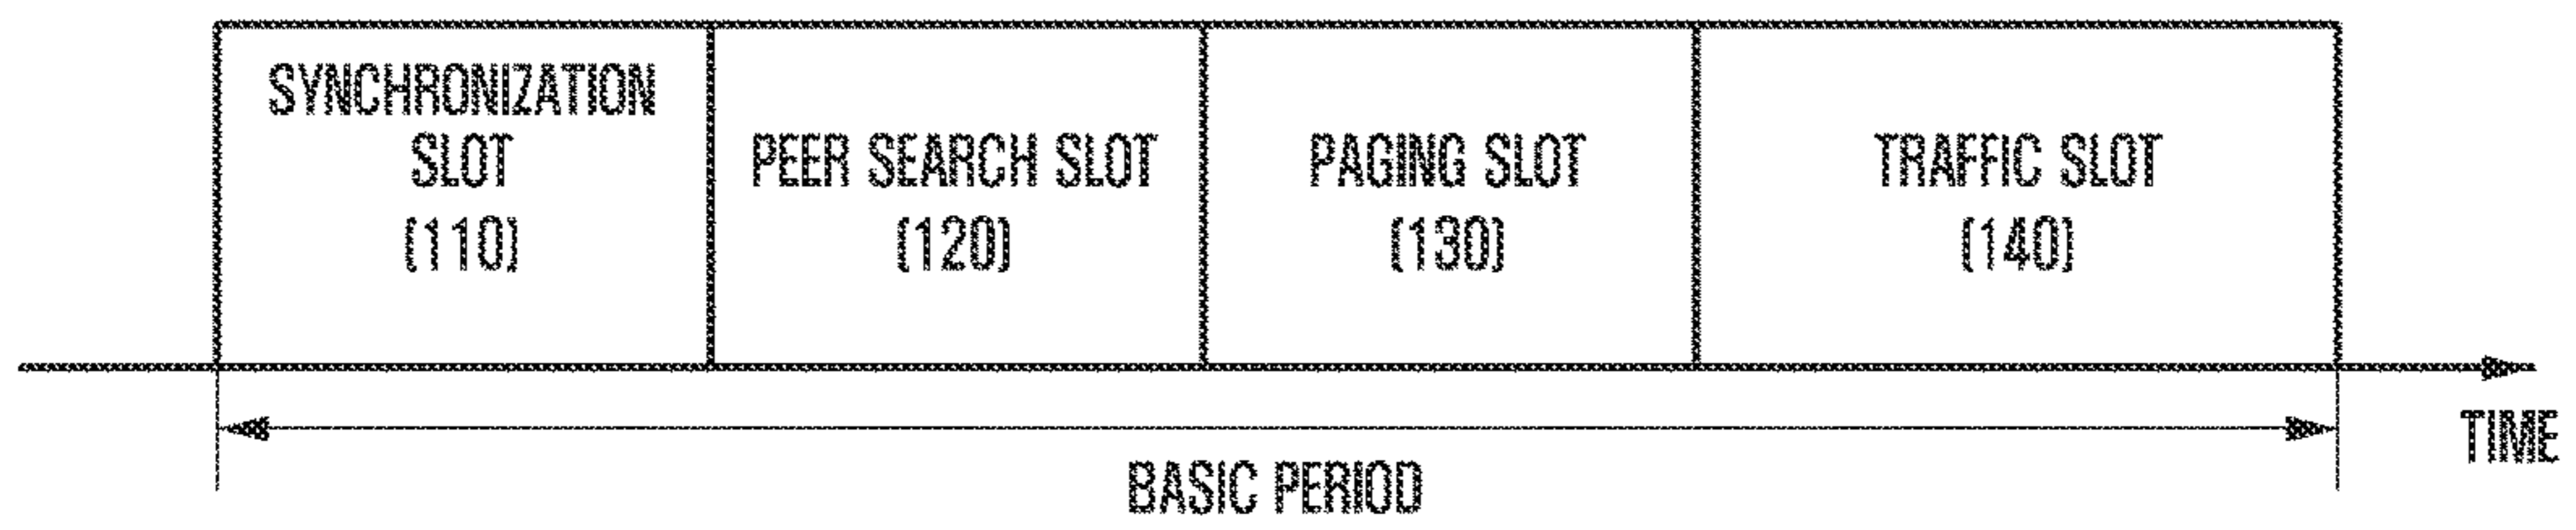 SYNCHRONIZATION
SLOT
(110)
PEER SEARCH SLOT
(120)
PAGING SLOT
(130)
TRAFFIC SLOT
(140)
TIME
BASIC PERIOD